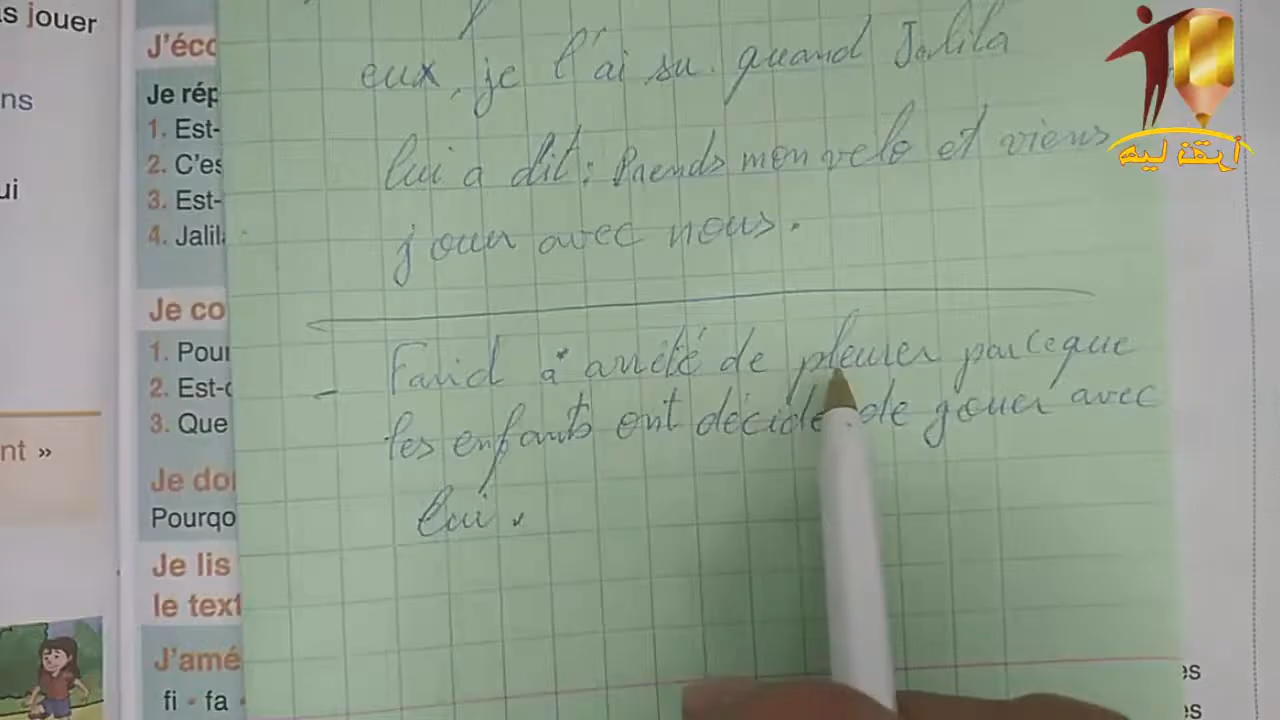 s jouer
ns
ui
nt »
J'éco
Je rép
1. Est-
2. C'es
3. Est-
4. Jalila
Je co
1. Pour
2. Est-c
3. Que
Je do
Pourqo
Je lis
le text
J'amé
fi - fa
eux, je l'ai su quand Jalila
lui a dit : Prends mon velo et viens
jouer avec nous.
- Farid à arrêté de pleurer parceque
les enfants ont décidé de jouer avec
lui.
es
es